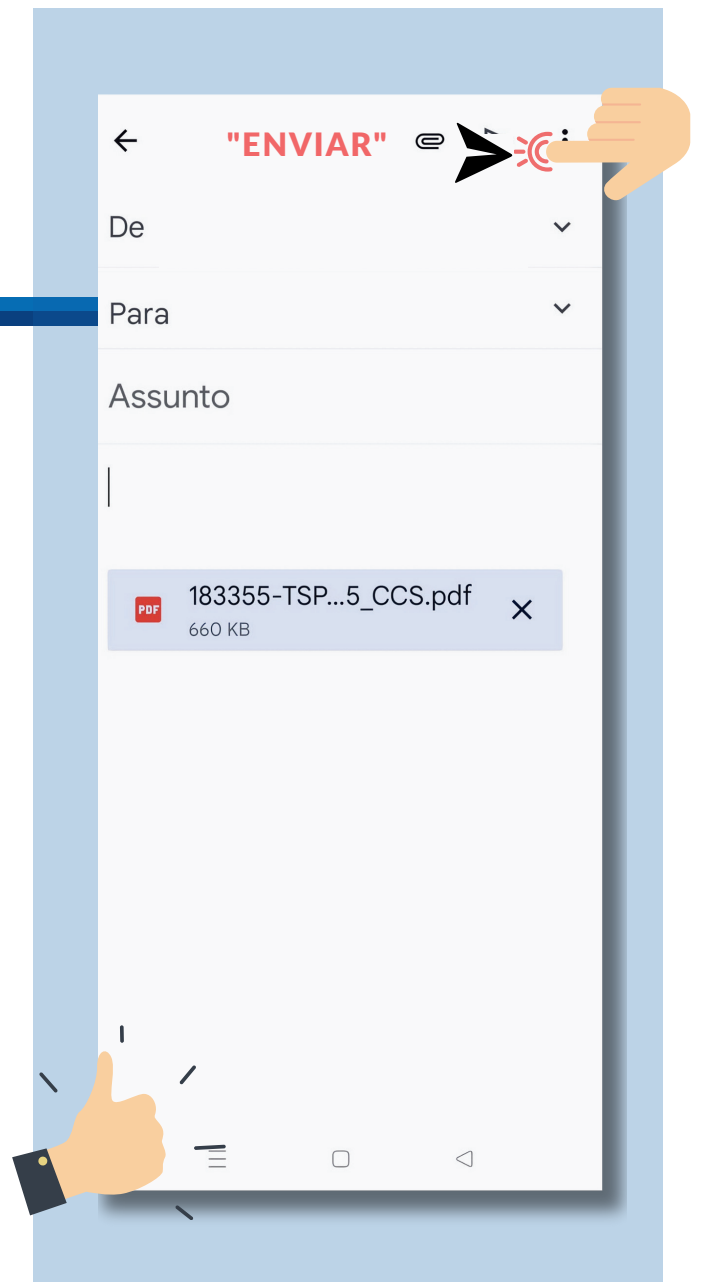 "ENVIAR"
De
Para
Assunto
PDF
183355-TSP...5_CCS.pdf
660 KB